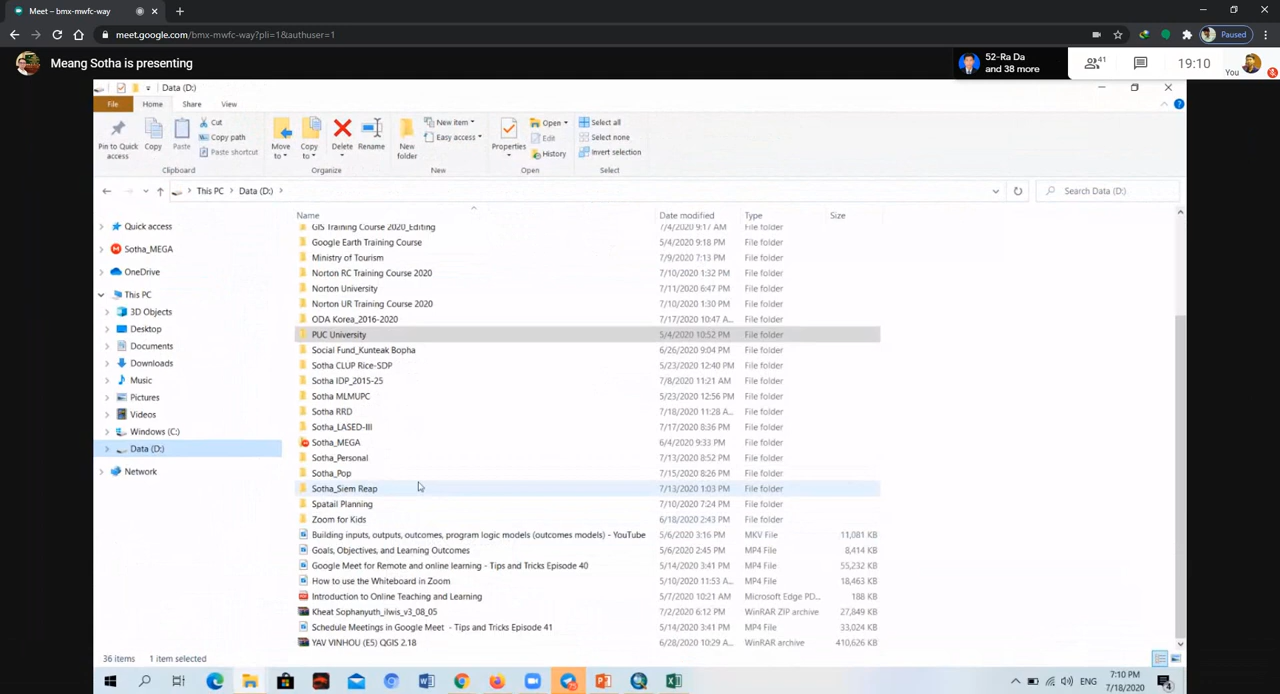 Meet – bmx-mwfc-way
meet.google.com/bmx-mwfc-way?pli=1&authuser=1
Paused
Meang Sotha is presenting
52-Ra Da
and 38 more
41
19:10
You
Data (D:)
File Home Share View
Pin to Quick access
Copy
Paste
Cut
Copy path
Paste shortcut
Clipboard
Move to
Copy to
Delete
Rename
Organize
New folder
New item
Easy access
New
Properties
Open
Edit
History
Open
Select all
Select none
Invert selection
Select
This PC > Data (D:) >
Search Data (D:)
Quick access
Sotha_MEGA
OneDrive
This PC
3D Objects
Desktop
Documents
Downloads
Music
Pictures
Videos
Windows (C:)
Data (D:)
Network
Name Date modified Type Size
GIS Training Course 2020_Editing 7/4/2020 9:17 AM File folder
Google Earth Training Course 5/4/2020 9:18 PM File folder
Ministry of Tourism 7/9/2020 7:13 PM File folder
Norton RC Training Course 2020 7/10/2020 1:32 PM File folder
Norton University 7/11/2020 6:47 PM File folder
Norton UR Training Course 2020 7/10/2020 1:30 PM File folder
ODA Korea_2016-2020 7/17/2020 10:47 A... File folder
PUC University 5/4/2020 10:52 PM File folder
Social Fund_Kunteak Bopha 6/26/2020 9:04 PM File folder
Sotha CLUP Rice-SDP 5/23/2020 12:40 PM File folder
Sotha IDP_2015-25 7/8/2020 11:21 AM File folder
Sotha MLMUPC 5/23/2020 12:56 PM File folder
Sotha RRD 7/18/2020 11:28 A... File folder
Sotha_LASED-III 7/17/2020 8:36 PM File folder
Sotha_MEGA 6/4/2020 9:33 PM File folder
Sotha_Personal 7/13/2020 8:52 PM File folder
Sotha_Pop 7/15/2020 8:26 PM File folder
Sotha_Siem Reap 7/13/2020 1:03 PM File folder
Spatail Planning 7/10/2020 7:24 PM File folder
Zoom for Kids 6/18/2020 2:43 PM File folder
Building inputs, outputs, outcomes, program logic models (outcomes models) - YouTube 5/6/2020 3:16 PM MKV File 11,081 KB
Goals, Objectives, and Learning Outcomes 5/6/2020 2:45 PM MP4 File 8,414 KB
Google Meet for Remote and online learning - Tips and Tricks Episode 40 5/14/2020 3:41 PM MP4 File 55,232 KB
How to use the Whiteboard in Zoom 5/10/2020 11:53 A... MP4 File 18,463 KB
Introduction to Online Teaching and Learning 5/7/2020 10:21 AM Microsoft Edge PD... 188 KB
Kheat Sophanyuth_ilwis_v3_08_05 7/2/2020 6:12 PM WinRAR ZIP archive 27,849 KB
Schedule Meetings in Google Meet - Tips and Tricks Episode 41 5/14/2020 3:41 PM MP4 File 33,024 KB
YAV VINHOU (E5) QGIS 2.18 6/28/2020 10:29 A... WinRAR archive 410,626 KB
36 items 1 item selected
ENG
7:10 PM
7/18/2020
4